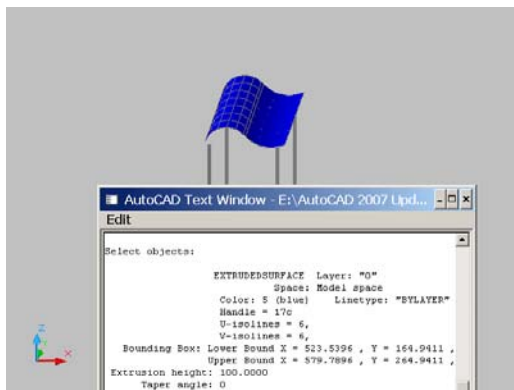 AutoCAD Text Window - E:\AutoCAD 2007 Upd...
Edit
Select objects:
EXTRUDEDSURFACE Layer: "0"
Space: Model space
Color: 5 (blue) Linetype: "BYLAYER"
Handle = 17c
U-isolines = 6,
V-isolines = 6,
Bounding Box: Lower Bound X = 523.5396 , Y = 164.9411 ,
Upper Bound X = 579.7896 , Y = 264.9411 ,
Extrusion height: 100.0000
Taper angle: 0
Z
X